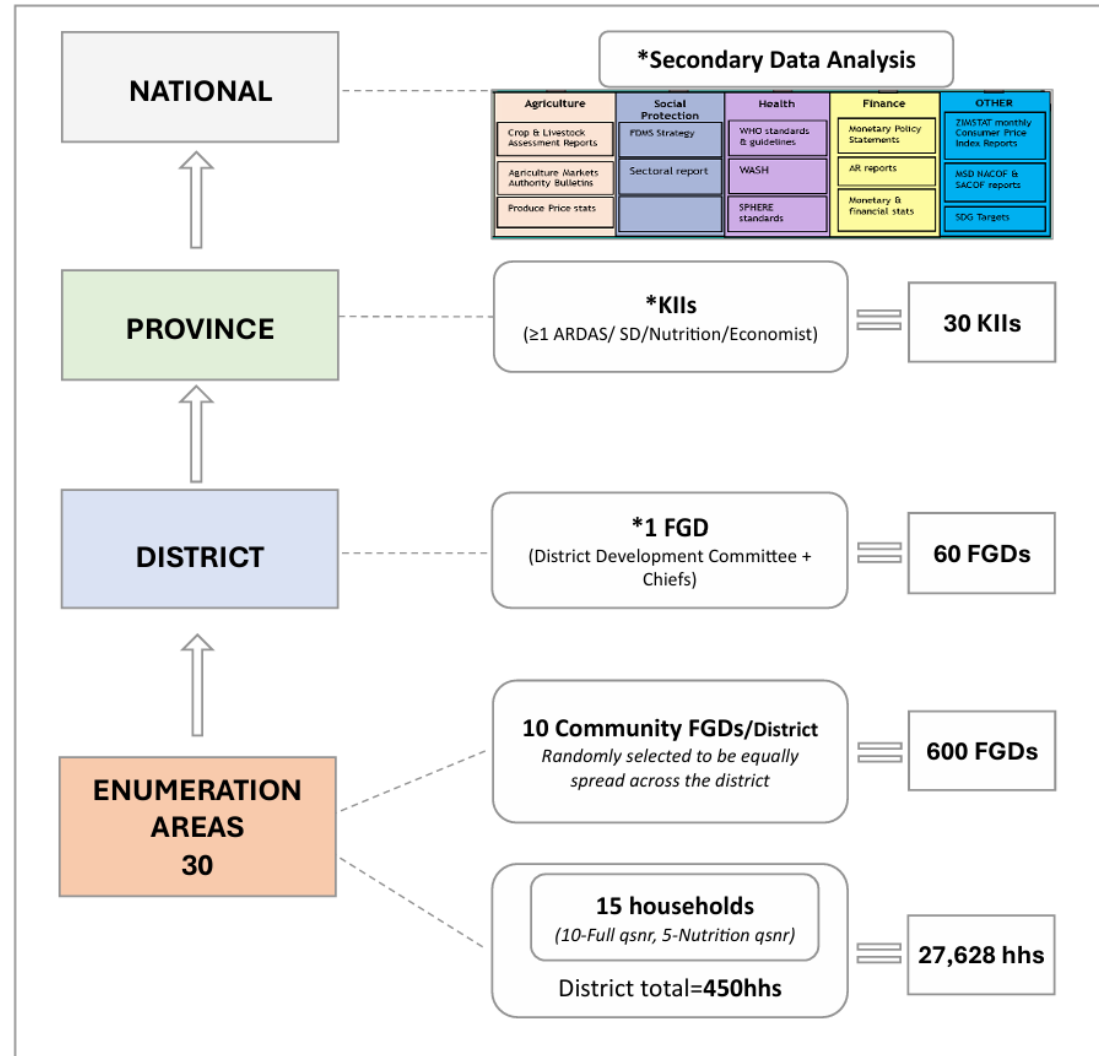 NATIONAL
*Secondary Data Analysis
Agriculture
Crop & Livestock
Assessment Reports
Agriculture Markets
Authority Bulletins
Produce Price stats
Social
Protection
FDMS Strategy
Sectoral report
Health
WHO standards
& guidelines
WASH
SPHERE
standards
Finance
Monetary Policy
Statements
AR reports
Monetary &
financial stats
OTHER
ZIMSTAT monthly
Consumer Price
Index Reports
MSD NACOF &
SACOF reports
SDG Targets
PROVINCE
*KIIs
(≥1 ARDAS/ SD/Nutrition/Economist)
30 KIIs
DISTRICT
*1 FGD
(District Development Committee +
Chiefs)
60 FGDs
ENUMERATION
AREAS
30
10 Community FGDs/District
Randomly selected to be equally
spread across the district
600 FGDs
15 households
(10-Full qsnr, 5-Nutrition qsnr)
District total=450hhs
27,628 hhs